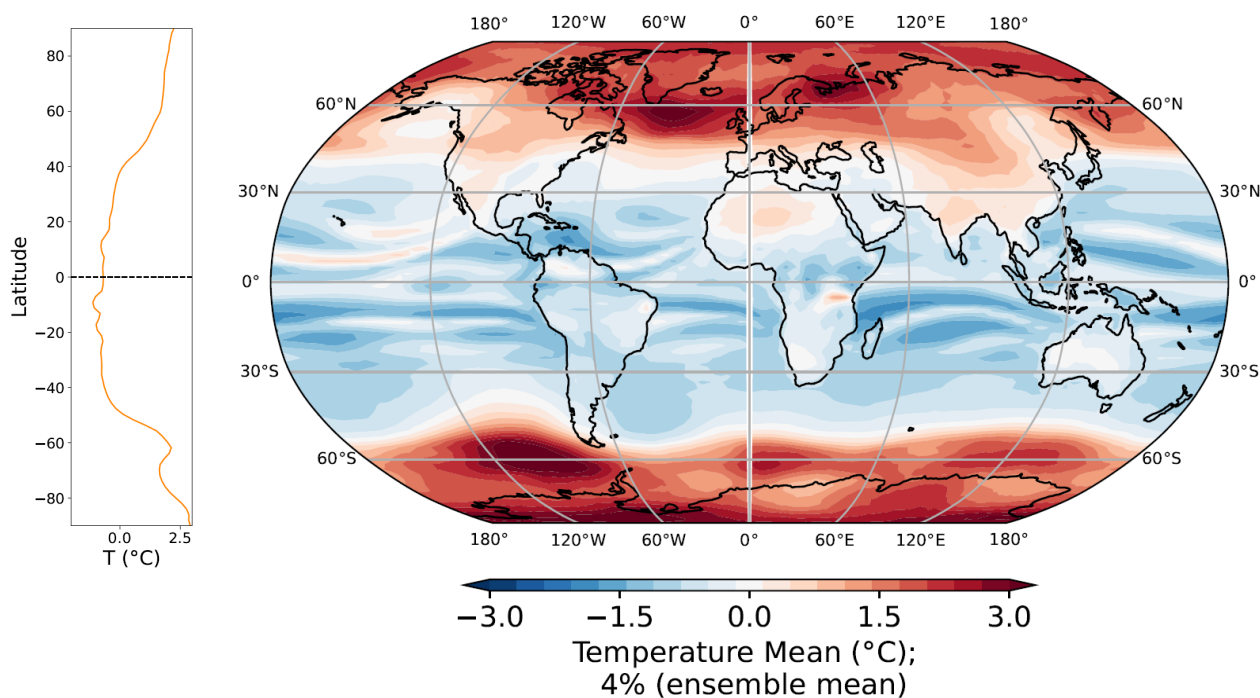 180° 120°W 60°W 0° 60°E 120°E 180°
80
60
40
20
0
−20
−40
−60
−80
Latitude
0.0 2.5
T (°C)
60°N 60°N
30°N 30°N
0° 0°
30°S 30°S
60°S 60°S
180° 120°W 60°W 0° 60°E 120°E 180°
−3.0 −1.5 0.0 1.5 3.0
Temperature Mean (°C);
4% (ensemble mean)